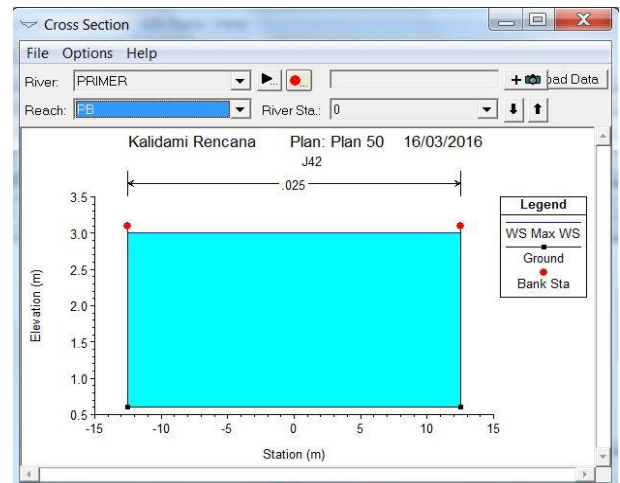 Cross Section
File Options Help
River: PRIMER
Reach: PB River Sta.: 0
Kalidami Rencana Plan: Plan 50 16/03/2016
J42
.025
Legend
WS Max WS
Ground
Bank Sta
Elevation (m)
3.5
3.0
2.5
2.0
1.5
1.0
0.5
-15 -10 -5 0 5 10 15
Station (m)